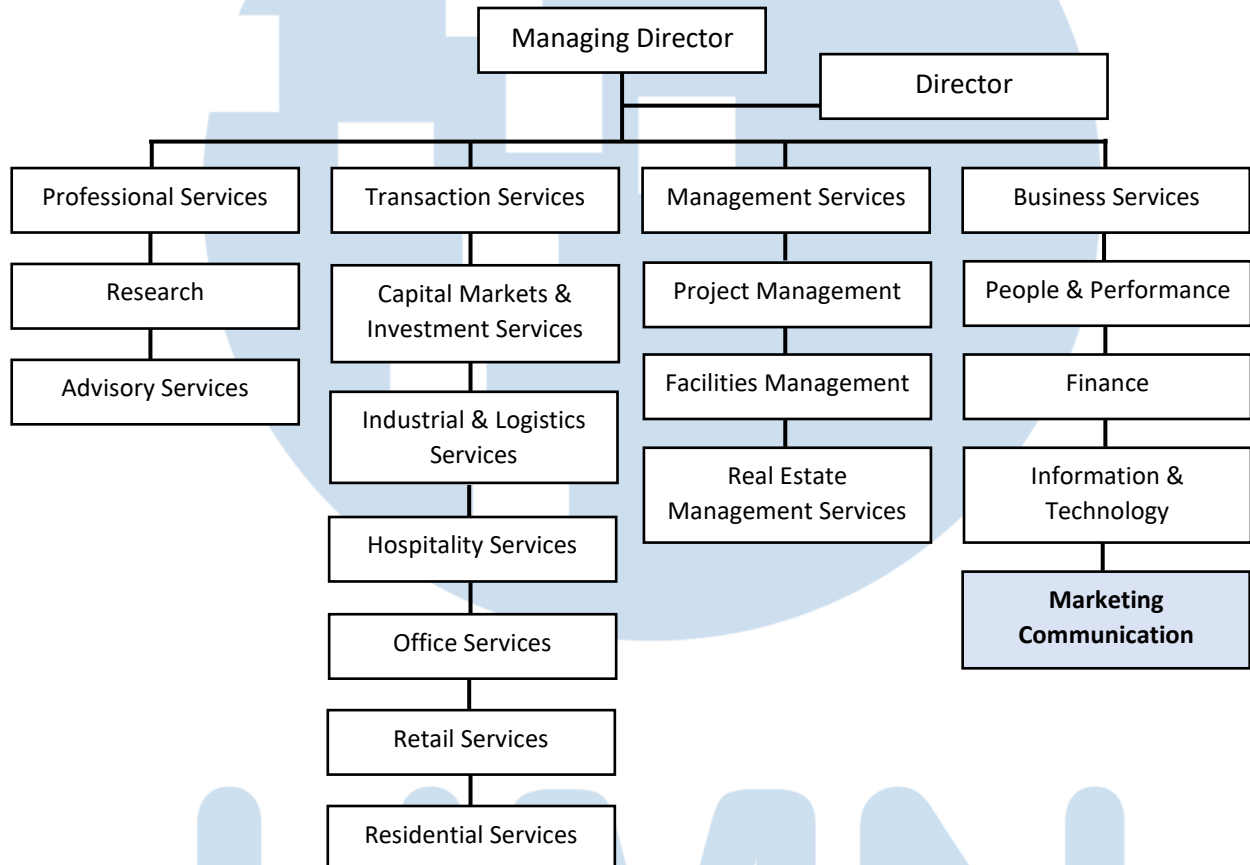 Managing Director
Director
Professional Services
Research
Advisory Services
Transaction Services
Capital Markets &
Investment Services
Industrial & Logistics
Services
Hospitality Services
Office Services
Retail Services
Residential Services
Management Services
Project Management
Facilities Management
Real Estate
Management Services
Business Services
People & Performance
Finance
Information &
Technology
Marketing
Communication